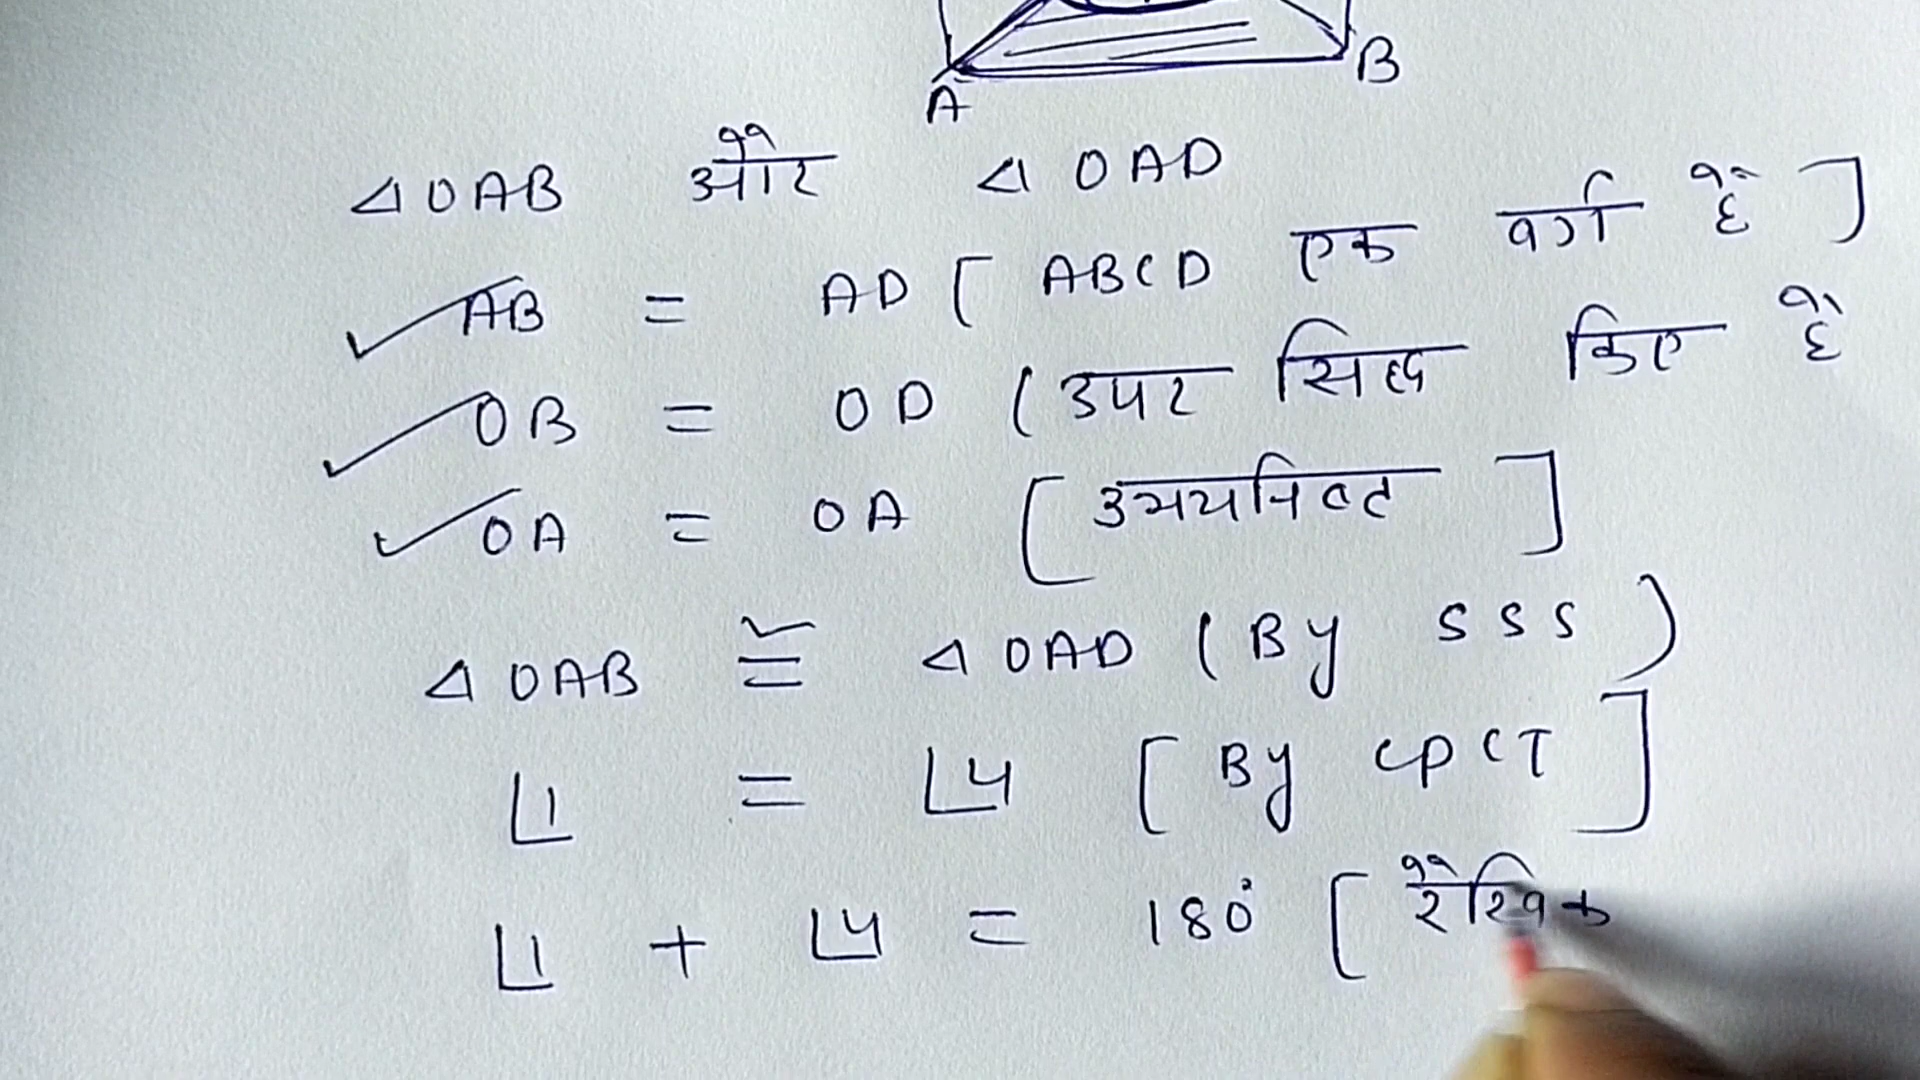 A B
△OAB और △OAD
AB = AD [ABCD एक वर्ग है]
OB = OD (उपर सिद्ध किए है
OA = OA [उभयनिष्ट]
△OAB ≅ △OAD (By SSS)
∠1 = ∠4 [By CPCT]
∠1 + ∠4 = 180° [रैखिक